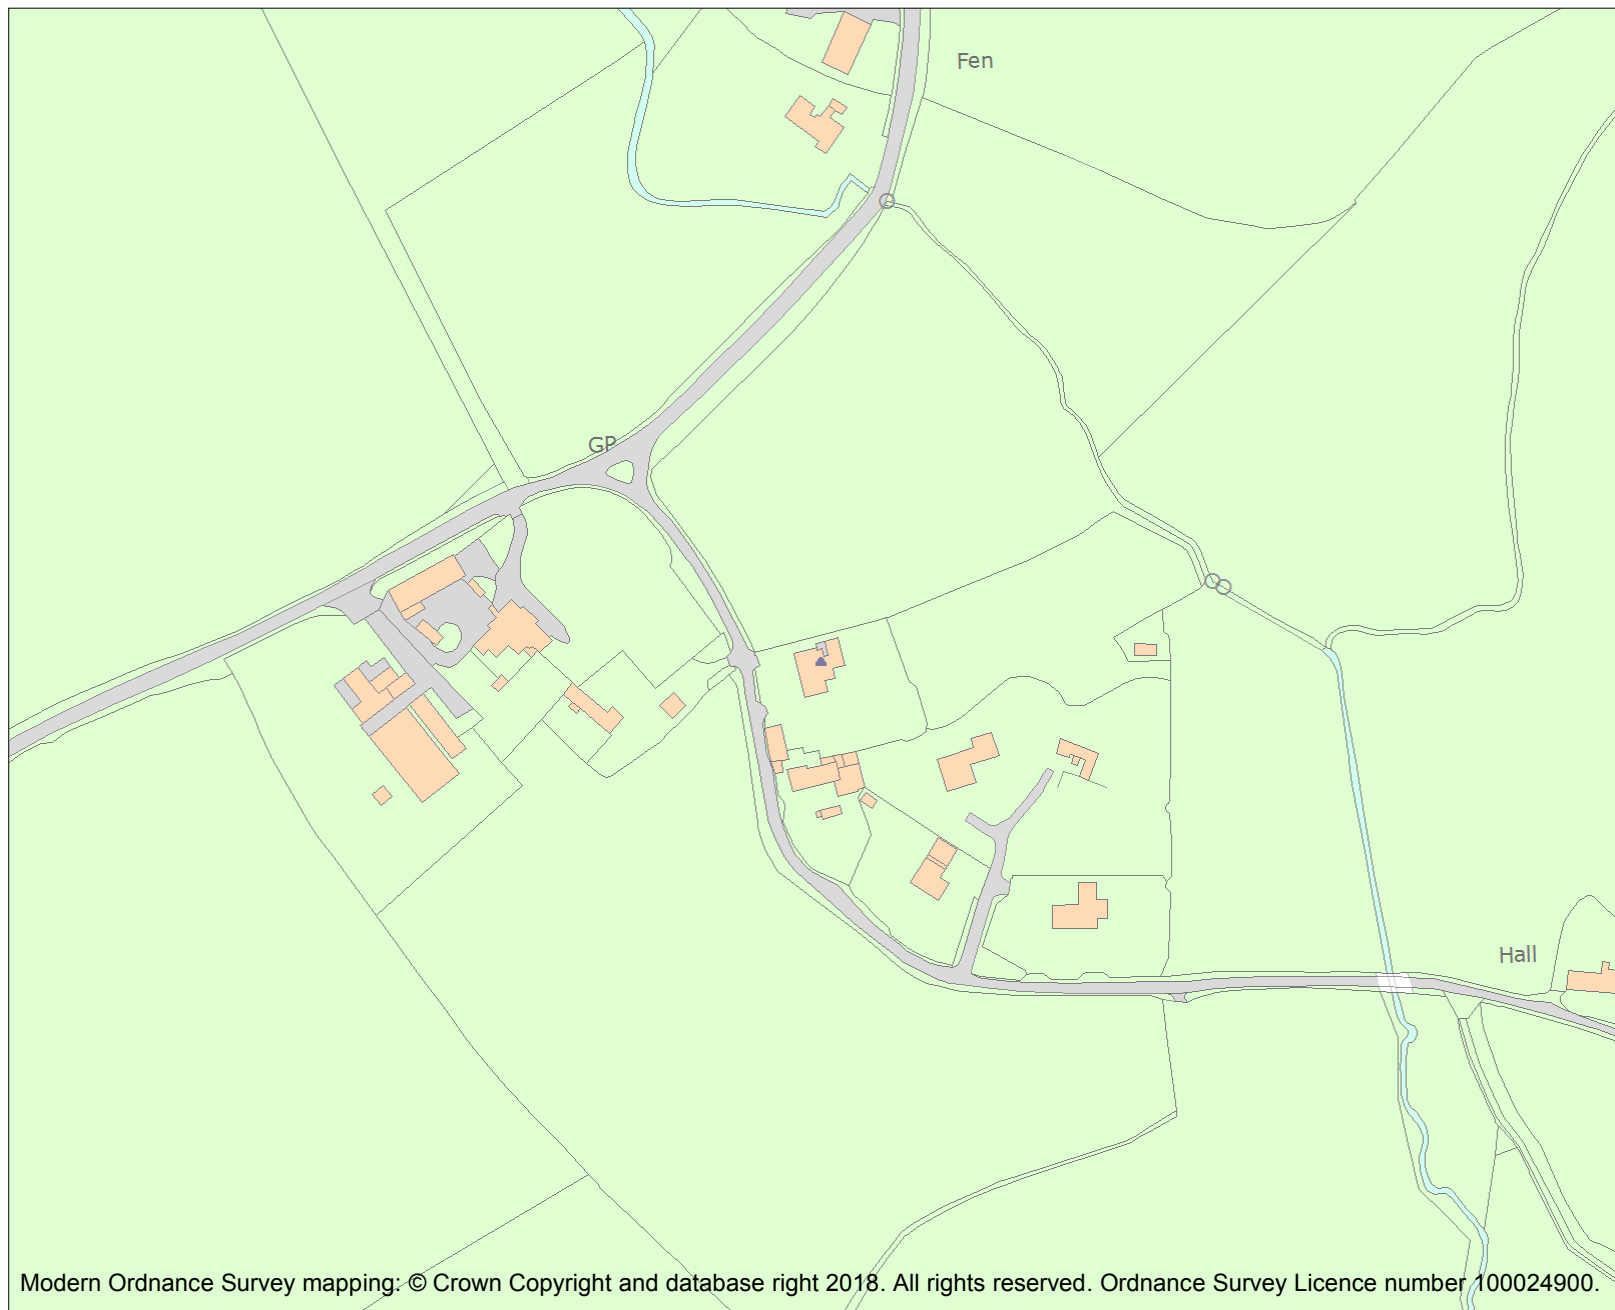 Fen
GP
Hall
Modern Ordnance Survey mapping: © Crown Copyright and database right 2018. All rights reserved. Ordnance Survey Licence number 100024900.